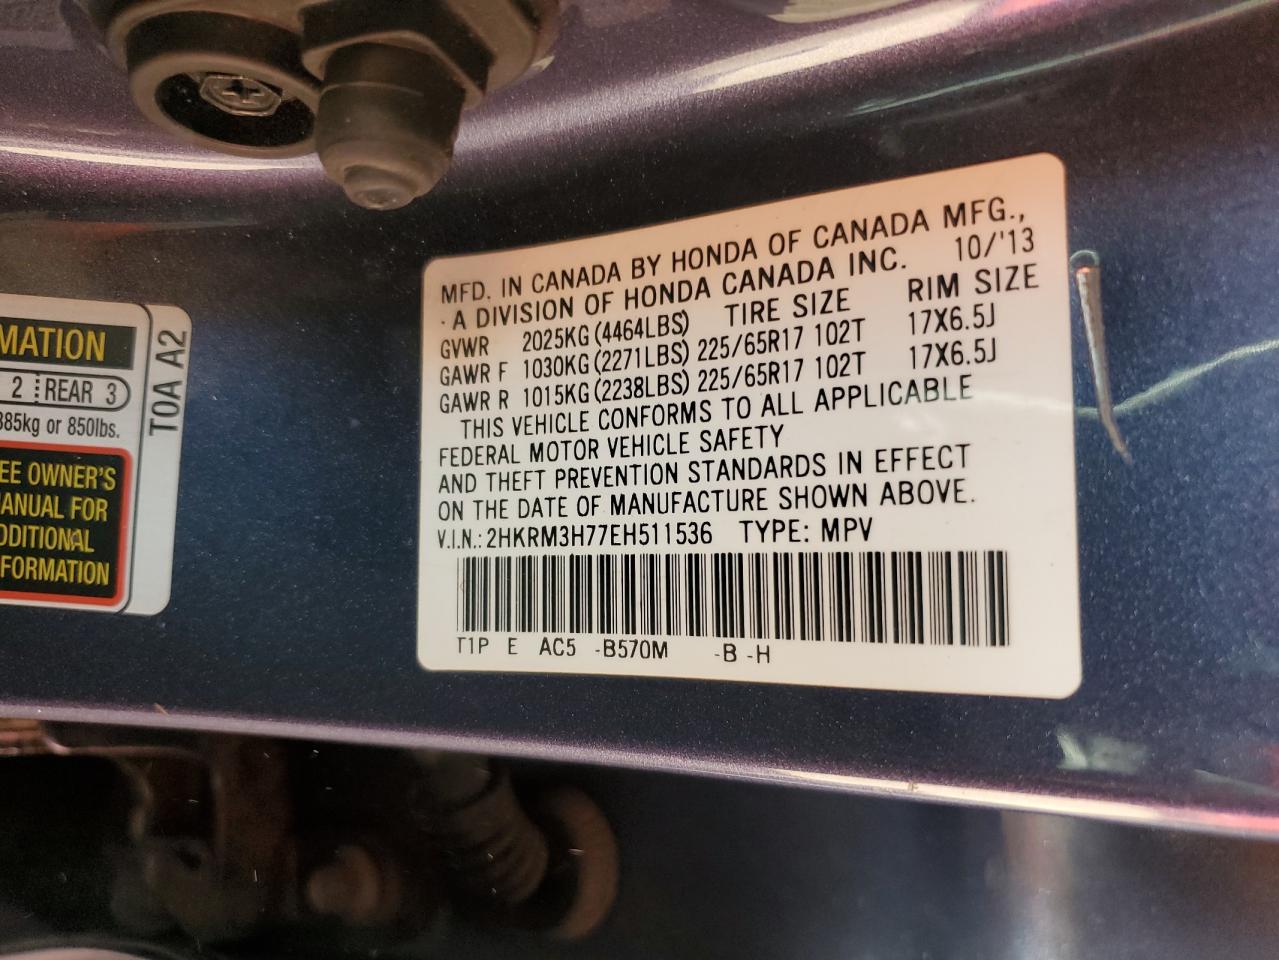 MFD. IN CANADA BY HONDA OF CANADA MFG.,
A DIVISION OF HONDA CANADA INC. 10/'13
GVWR 2025KG (4464LBS) TIRE SIZE RIM SIZE
GAWR F 1030KG (2271LBS) 225/65R17 102T 17X6.5J
GAWR R 1015KG (2238LBS) 225/65R17 102T 17X6.5J
THIS VEHICLE CONFORMS TO ALL APPLICABLE
FEDERAL MOTOR VEHICLE SAFETY
AND THEFT PREVENTION STANDARDS IN EFFECT
ON THE DATE OF MANUFACTURE SHOWN ABOVE.
V.I.N.: 2HKRM3H77EH511536 TYPE: MPV
T1P E AC5 -B570M -B -H
MATION
2 REAR 3
385kg or 850lbs.
EE OWNER'S
ANUAL FOR
DDITIONAL
FORMATION
T0A A2